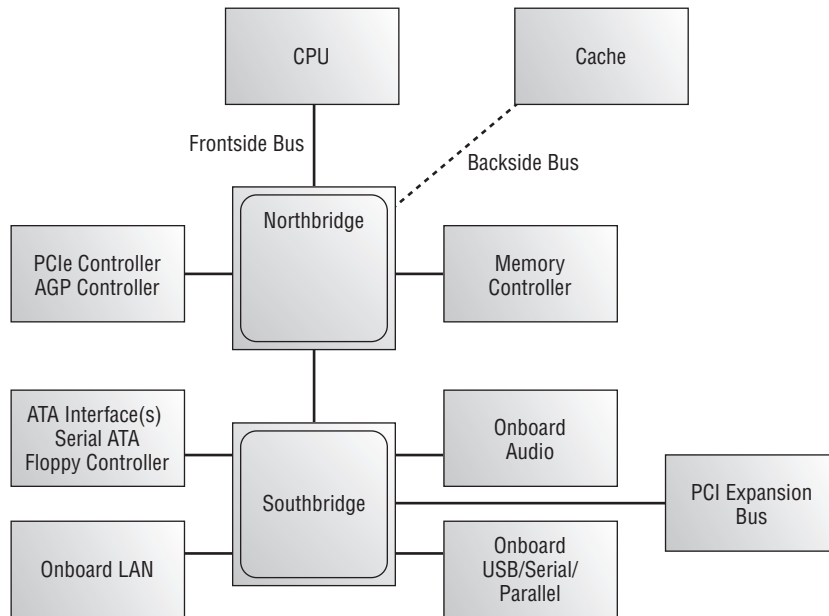 CPU
Cache
Frontside Bus
Backside Bus
Northbridge
PCIe Controller
AGP Controller
Memory
Controller
ATA Interface(s)
Serial ATA
Floppy Controller
Onboard
Audio
Southbridge
PCI Expansion
Bus
Onboard LAN
Onboard
USB/Serial/
Parallel